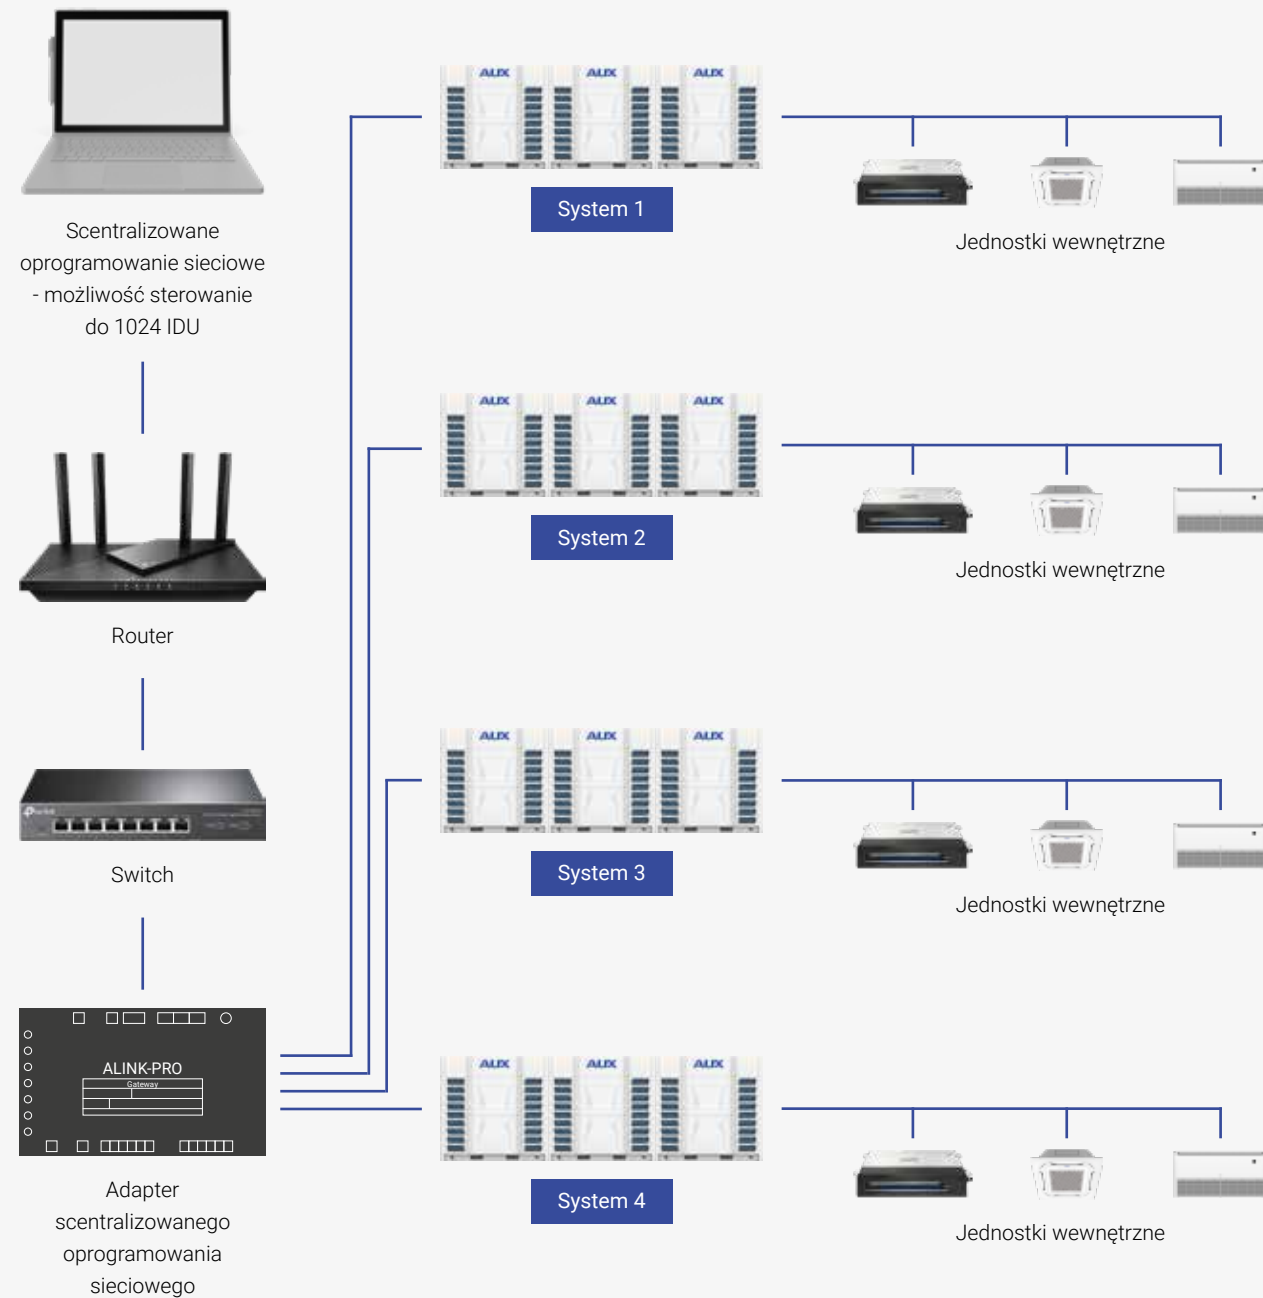 Scentralizowane
oprogramowanie sieciowe
- możliwość sterowanie
do 1024 IDU
Router
Switch
ALINK-PRO
Gateway
Adapter
scentralizowanego
oprogramowania
sieciowego
AUX AUX AUX
System 1
Jednostki wewnętrzne
AUX AUX AUX
System 2
Jednostki wewnętrzne
AUX AUX AUX
System 3
Jednostki wewnętrzne
AUX AUX AUX
System 4
Jednostki wewnętrzne